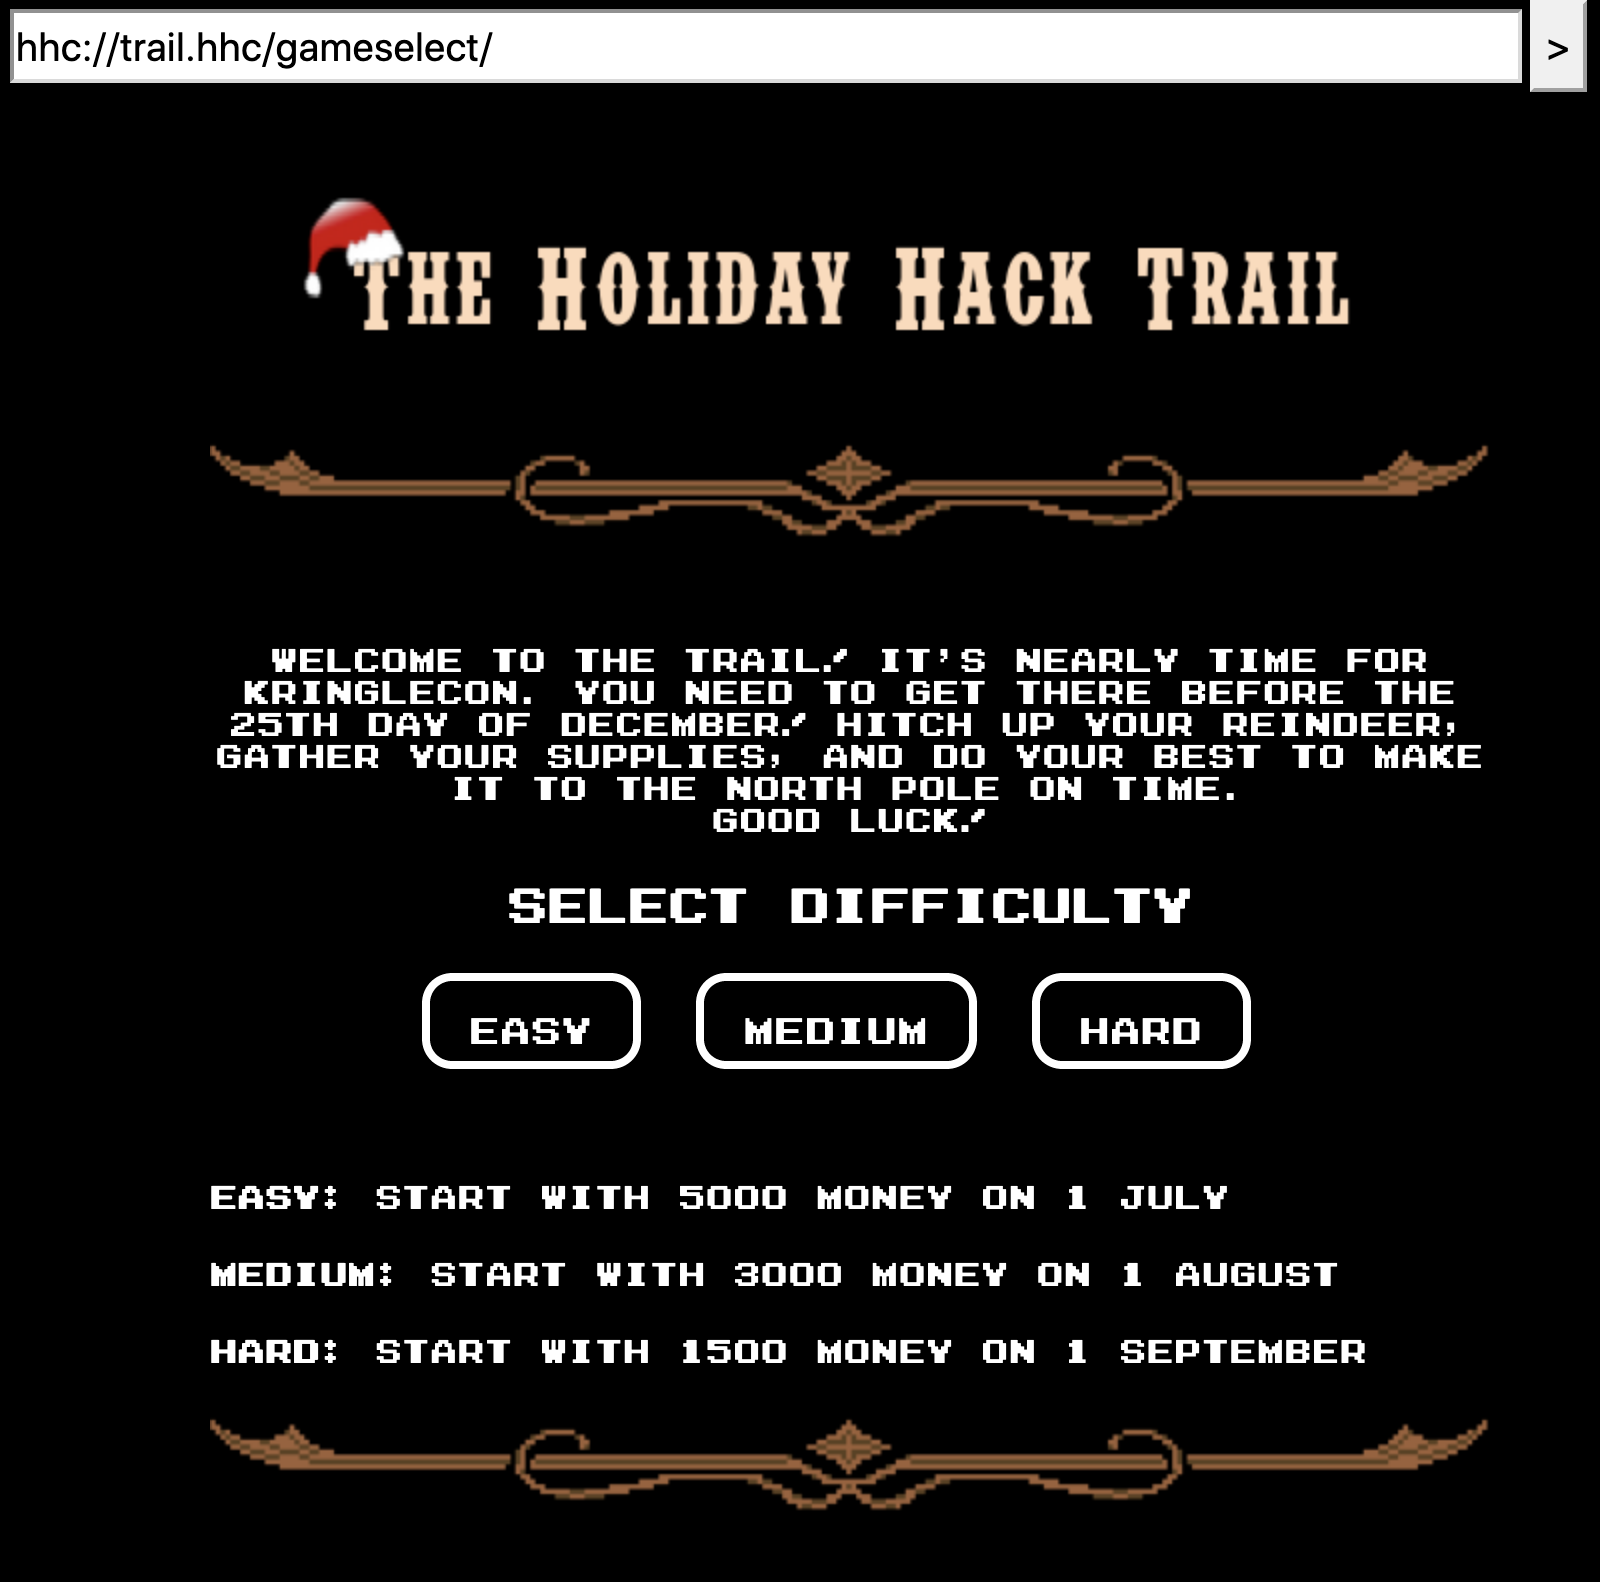 hhc://trail.hhc/gameselect/ >
THE HOLIDAY HACK TRAIL
WELCOME TO THE TRAIL! IT'S NEARLY TIME FOR
KRINGLECON. YOU NEED TO GET THERE BEFORE THE
25TH DAY OF DECEMBER! HITCH UP YOUR REINDEER,
GATHER YOUR SUPPLIES, AND DO YOUR BEST TO MAKE
IT TO THE NORTH POLE ON TIME.
GOOD LUCK!
SELECT DIFFICULTY
EASY MEDIUM HARD
EASY: START WITH 5000 MONEY ON 1 JULY
MEDIUM: START WITH 3000 MONEY ON 1 AUGUST
HARD: START WITH 1500 MONEY ON 1 SEPTEMBER